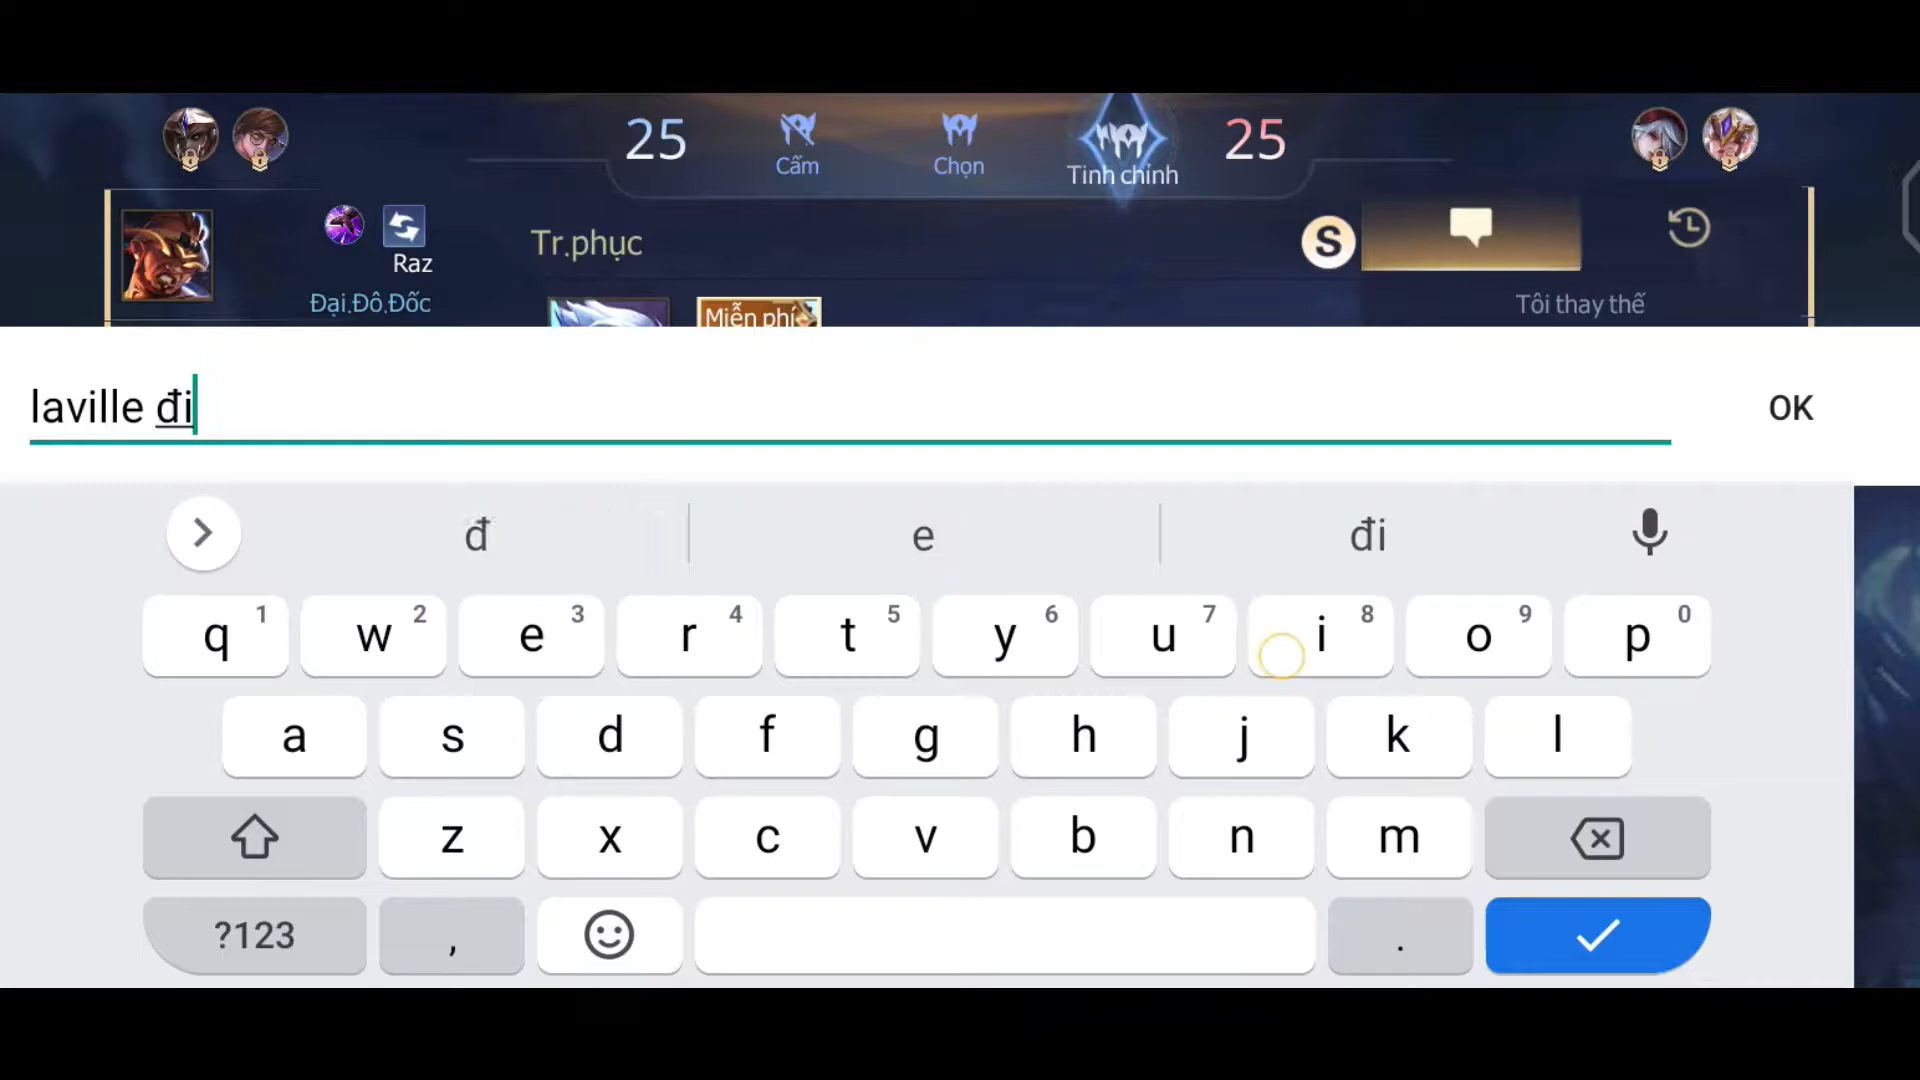 25
Cấm
Chọn
Tinh chỉnh
25
Raz
Đại.Đô.Đốc
Tr.phục
Miễn phí
S
Tôi thay thế
laville đi
OK
đ e đi
q 1 w 2 e 3 r 4 t 5 y 6 u 7 i 8 o 9 p 0
a s d f g h j k l
z x c v b n m
?123 , .